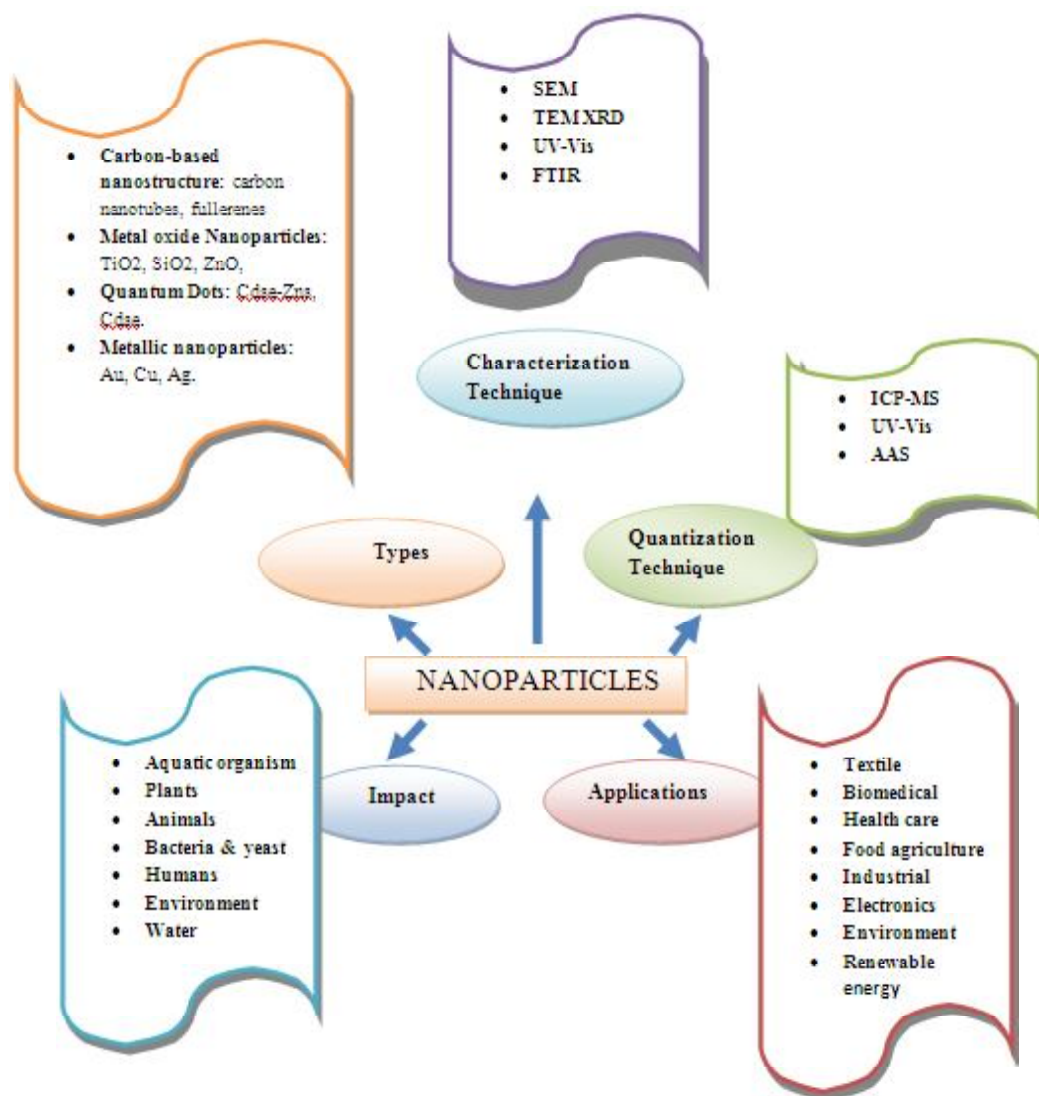 SEM
TEM XRD
UV-Vis
FTIR
Carbon-based
nanostructure: carbon
nanotubes, fullerenes
Metal oxide Nanoparticles:
TiO2, SiO2, ZnO,
Quantum Dots: Cdse-Zns,
Cdse.
Metallic nanoparticles:
Au, Cu, Ag.
Characterization
Technique
ICP-MS
UV-Vis
AAS
Types
Quantization
Technique
NANOPARTICLES
Aquatic organism
Plants
Animals
Bacteria & yeast
Humans
Environment
Water
Impact
Applications
Textile
Biomedical
Health care
Food agriculture
Industrial
Electronics
Environment
Renewable
energy